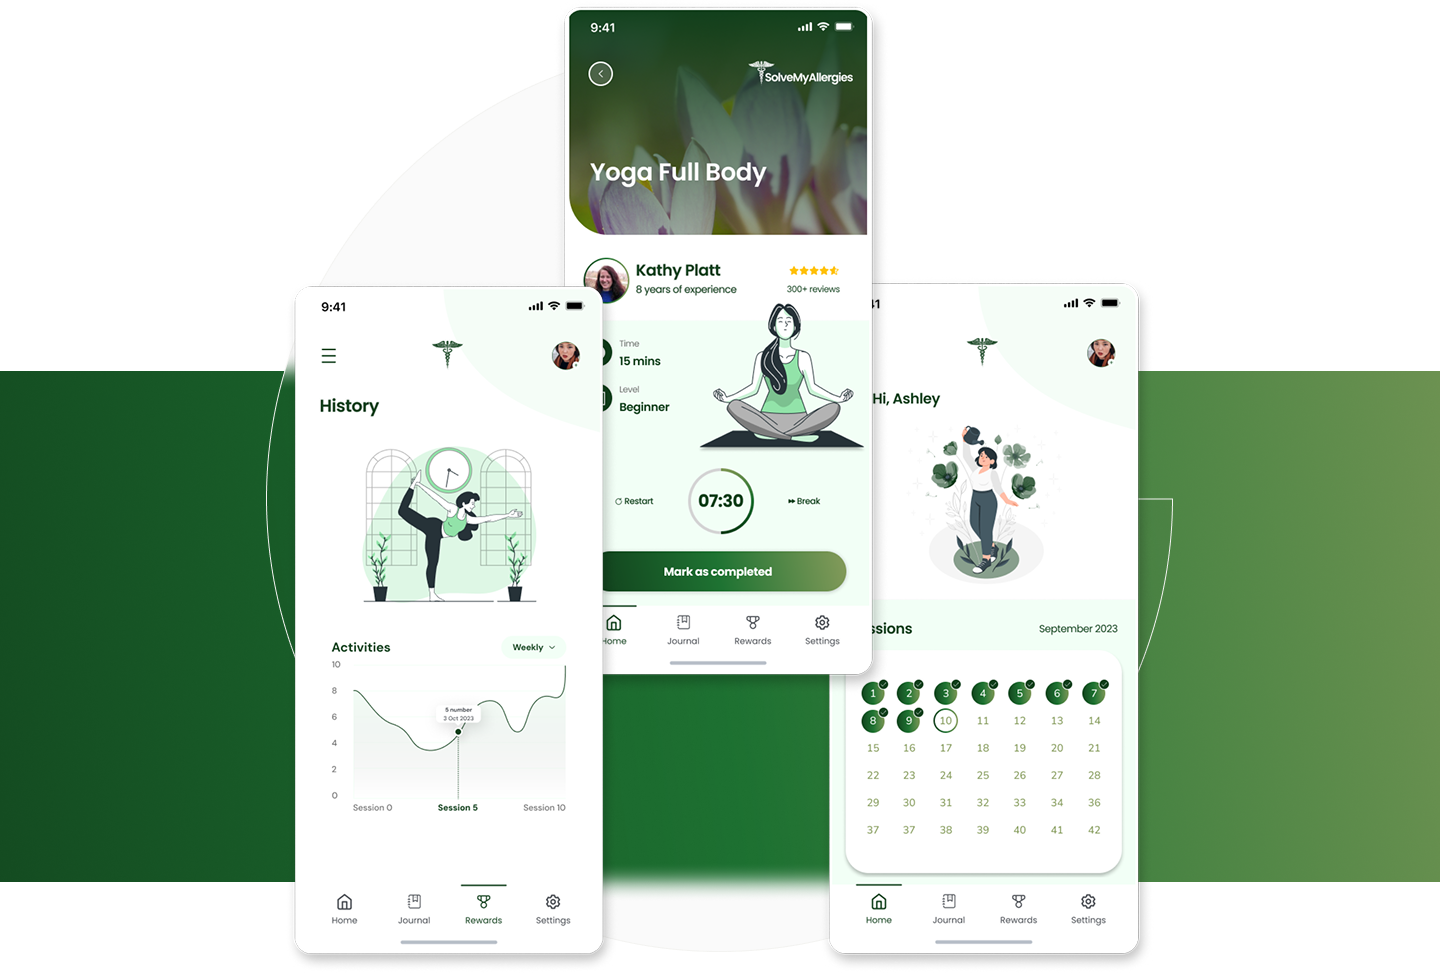 9:41
SolveMyAllergies
Yoga Full Body
Kathy Platt
8 years of experience
300+ reviews
Time
15 mins
Level
Beginner
Restart
07:30
Break
Mark as completed
Home
Journal
Rewards
Settings
9:41
History
Activities
Weekly
10
8
6
4
2
0
5 number
3 Oct 2023
Session 0
Session 5
Session 10
Home
Journal
Rewards
Settings
41
Hi, Ashley
ssions
September 2023
1 2 3 4 5 6 7
8 9 10 11 12 13 14
15 16 17 18 19 20 21
22 23 24 25 26 27 28
29 30 31 32 33 34 36
37 37 38 39 40 41 42
Home
Journal
Rewards
Settings